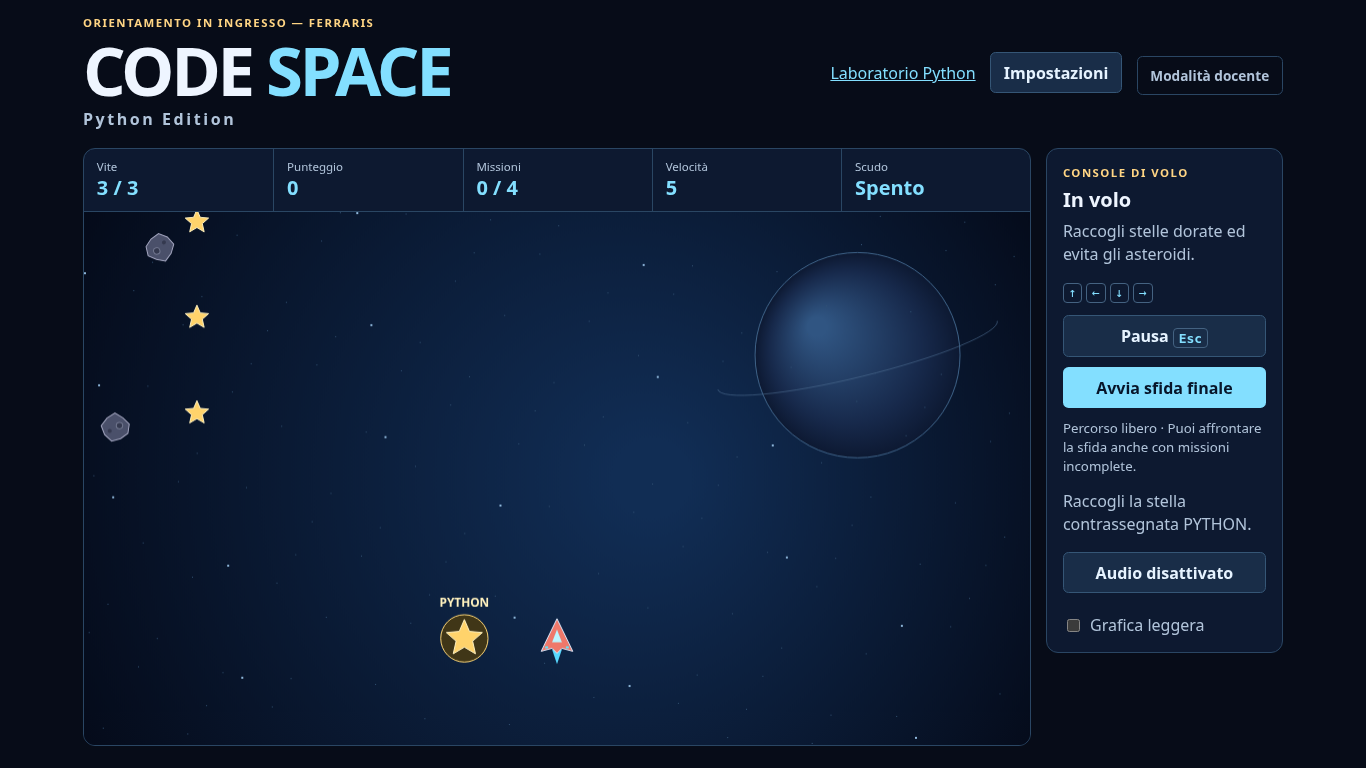 ORIENTAMENTO IN INGRESSO — FERRARIS
CODE SPACE
Python Edition
Laboratorio Python
Impostazioni
Modalità docente
Vite
3 / 3
Punteggio
0
Missioni
0 / 4
Velocità
5
Scudo
Spento
PYTHON
CONSOLE DI VOLO
In volo
Raccogli stelle dorate ed
evita gli asteroidi.
↑ ← ↓ →
Pausa Esc
Avvia sfida finale
Percorso libero · Puoi affrontare
la sfida anche con missioni
incomplete.
Raccogli la stella
contrassegnata PYTHON.
Audio disattivato
Grafica leggera